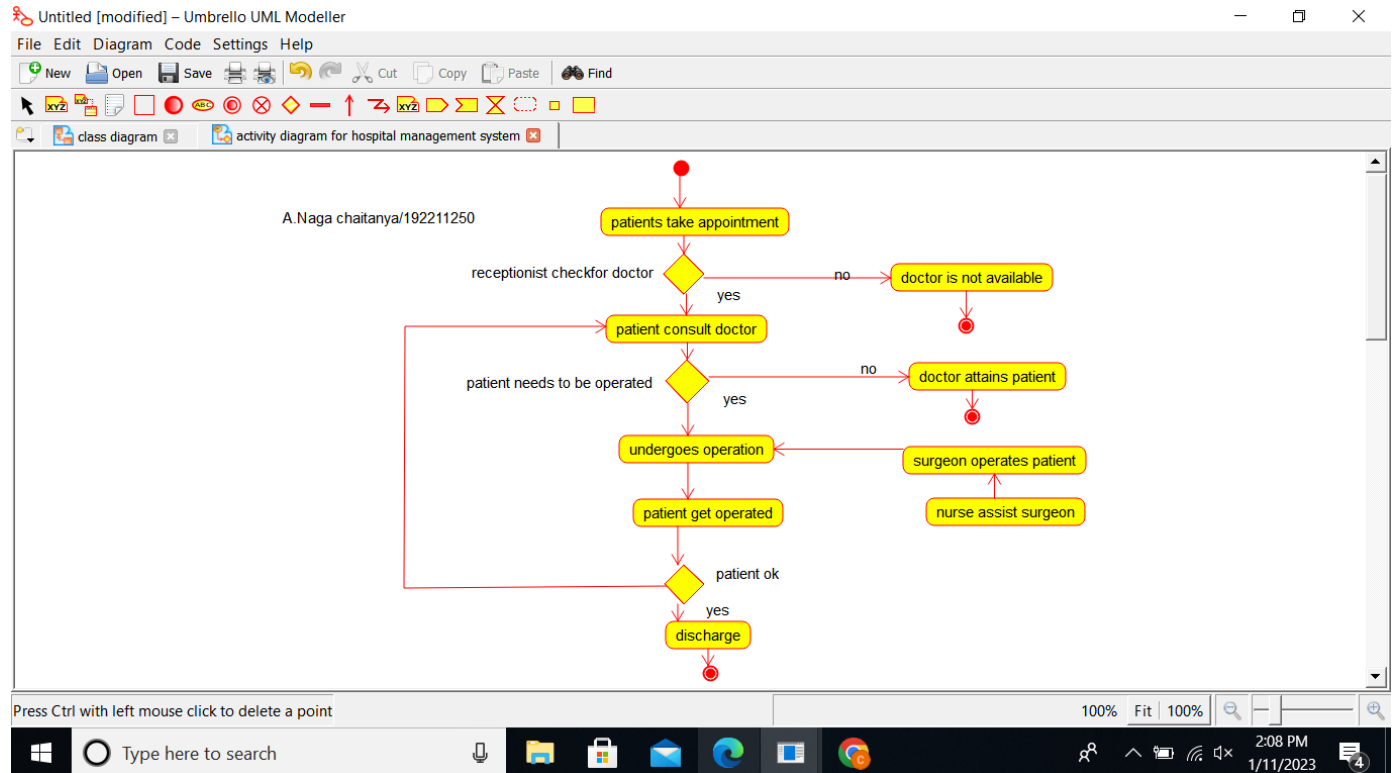 Untitled [modified] – Umbrello UML Modeller
File Edit Diagram Code Settings Help
New Open Save Cut Copy Paste Find
XYZ ABC XYZ
class diagram activity diagram for hospital management system
A.Naga chaitanya/192211250
patients take appointment
receptionist checkfor doctor
no
doctor is not available
yes
patient consult doctor
patient needs to be operated
no
doctor attains patient
yes
undergoes operation
surgeon operates patient
patient get operated
nurse assist surgeon
patient ok
yes
discharge
Press Ctrl with left mouse click to delete a point
100% Fit 100%
Type here to search
2:08 PM
1/11/2023
4